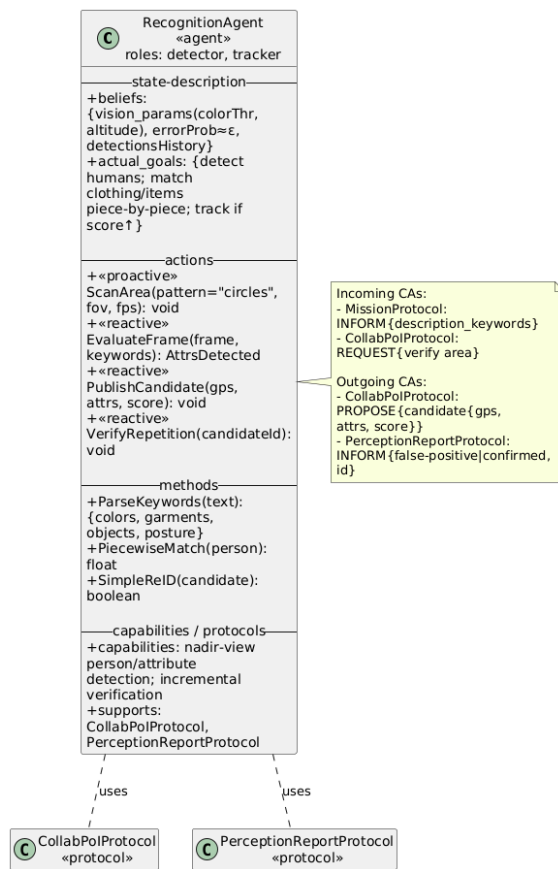 C
RecognitionAgent
«agent»
roles: detector, tracker
state-description
+beliefs:
{vision_params(colorThr,
altitude), errorProb≈ε,
detectionsHistory}
+actual_goals: {detect
humans; match
clothing/items
piece-by-piece; track if
score↑}
actions
+«proactive»
ScanArea(pattern="circles",
fov, fps): void
+«reactive»
EvaluateFrame(frame,
keywords): AttrsDetected
+«reactive»
PublishCandidate(gps,
attrs, score): void
+«reactive»
VerifyRepetition(candidateId):
void
methods
+ParseKeywords(text):
{colors, garments,
objects, posture}
+PiecewiseMatch(person):
float
+SimpleReID(candidate):
boolean
capabilities / protocols
+capabilities: nadir-view
person/attribute
detection; incremental
verification
+supports:
CollabPoIProtocol,
PerceptionReportProtocol
Incoming CAs:
- MissionProtocol:
INFORM{description_keywords}
- CollabPoIProtocol:
REQUEST{verify area}
Outgoing CAs:
- CollabPoIProtocol:
PROPOSE{candidate{gps,
attrs, score}}
- PerceptionReportProtocol:
INFORM{false-positive|confirmed,
id}
uses
uses
C
CollabPoIProtocol
«protocol»
C
PerceptionReportProtocol
«protocol»